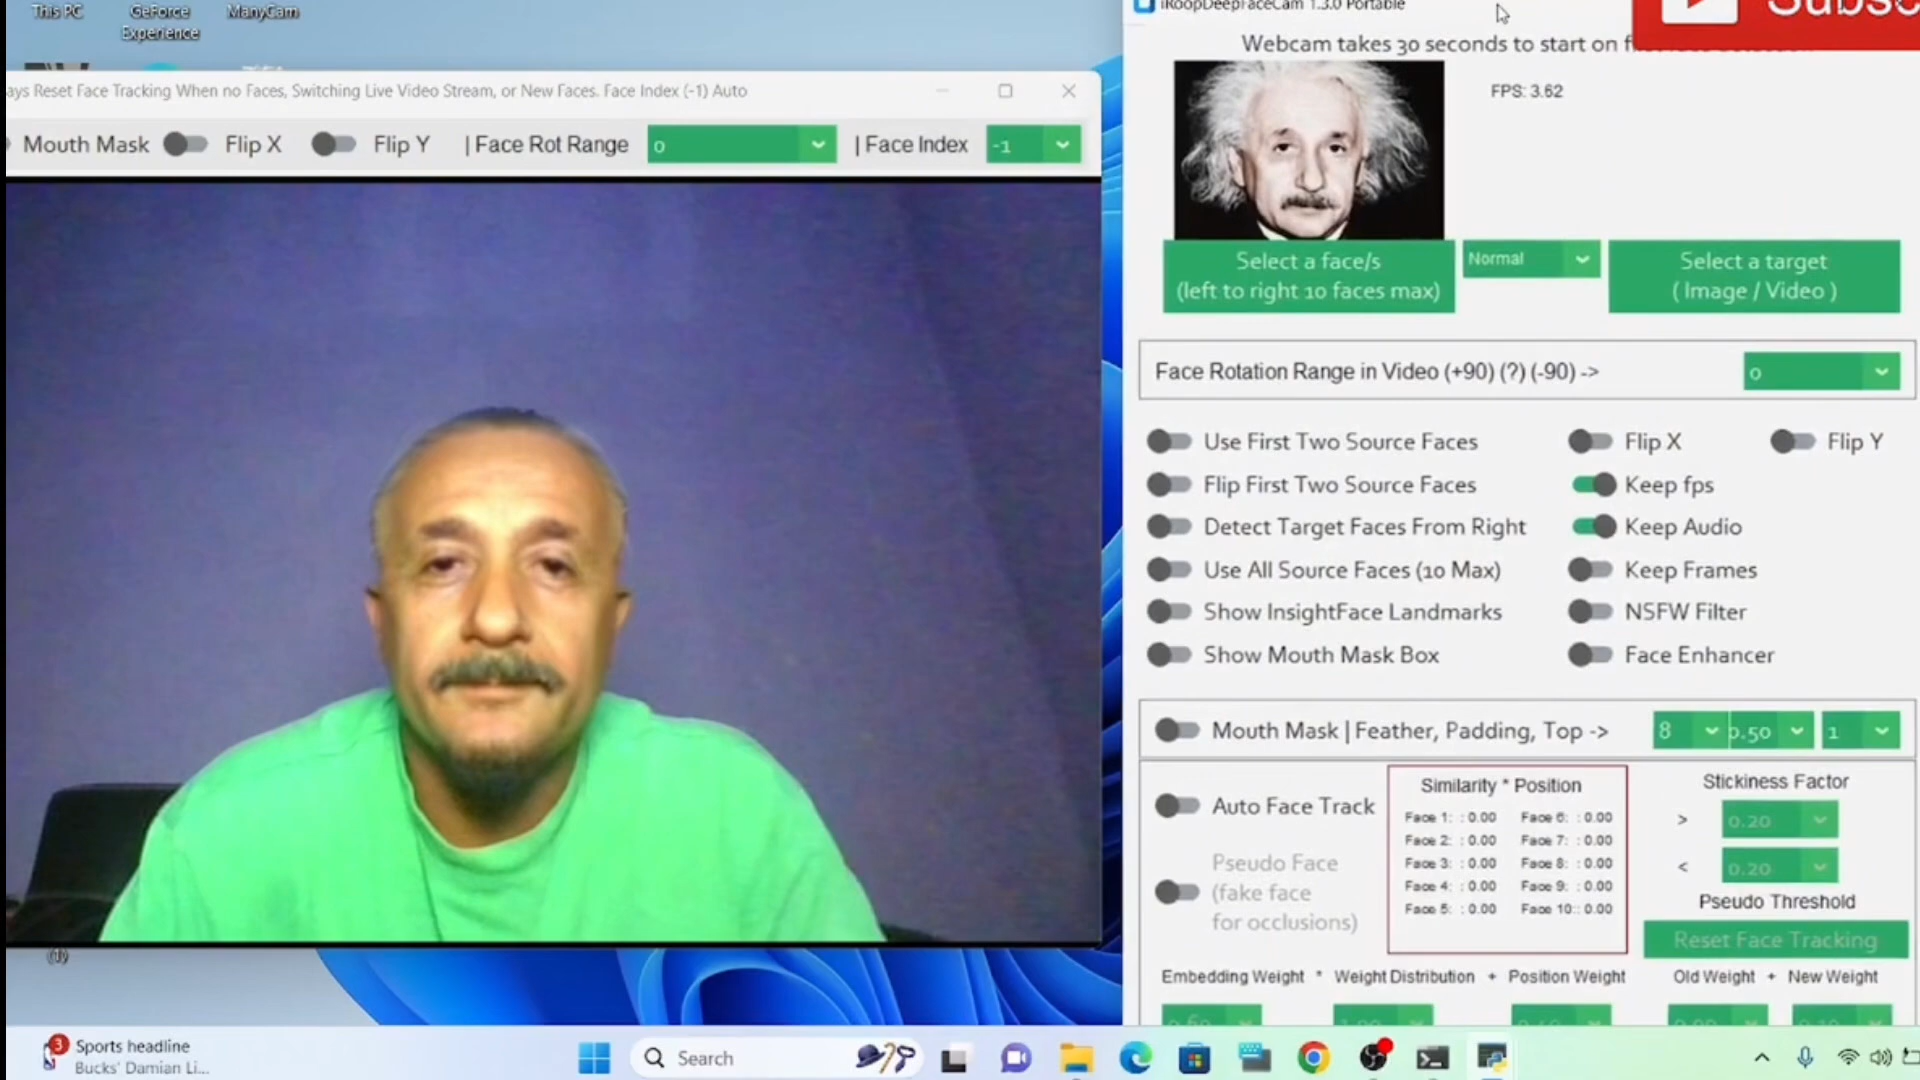 This PC
GeForce
Experience
ManyCam
iRoopDeepFaceCam 1.3.0 Portable
Webcam takes 30 seconds to start on
FPS: 3.62
ays Reset Face Tracking When no Faces, Switching Live Video Stream, or New Faces. Face Index (-1) Auto
Mouth Mask Flip X Flip Y | Face Rot Range 0 | Face Index -1
Select a face/s
(left to right 10 faces max)
Normal
Select a target
( Image / Video )
Face Rotation Range in Video (+90) (?) (-90) -> 0
Use First Two Source Faces Flip X Flip Y
Flip First Two Source Faces Keep fps
Detect Target Faces From Right Keep Audio
Use All Source Faces (10 Max) Keep Frames
Show InsightFace Landmarks NSFW Filter
Show Mouth Mask Box Face Enhancer
Mouth Mask | Feather, Padding, Top -> 8 0.50 1
Auto Face Track
Pseudo Face
(fake face
for occlusions)
Similarity * Position
Face 1: : 0.00 Face 6: : 0.00
Face 2: : 0.00 Face 7: : 0.00
Face 3: : 0.00 Face 8: : 0.00
Face 4: : 0.00 Face 9: : 0.00
Face 5: : 0.00 Face 10:: 0.00
Stickiness Factor
> 0.20
< 0.20
Pseudo Threshold
Reset Face Tracking
Embedding Weight * Weight Distribution + Position Weight Old Weight + New Weight
(1)
3
Sports headline
Bucks' Damian Li...
Search